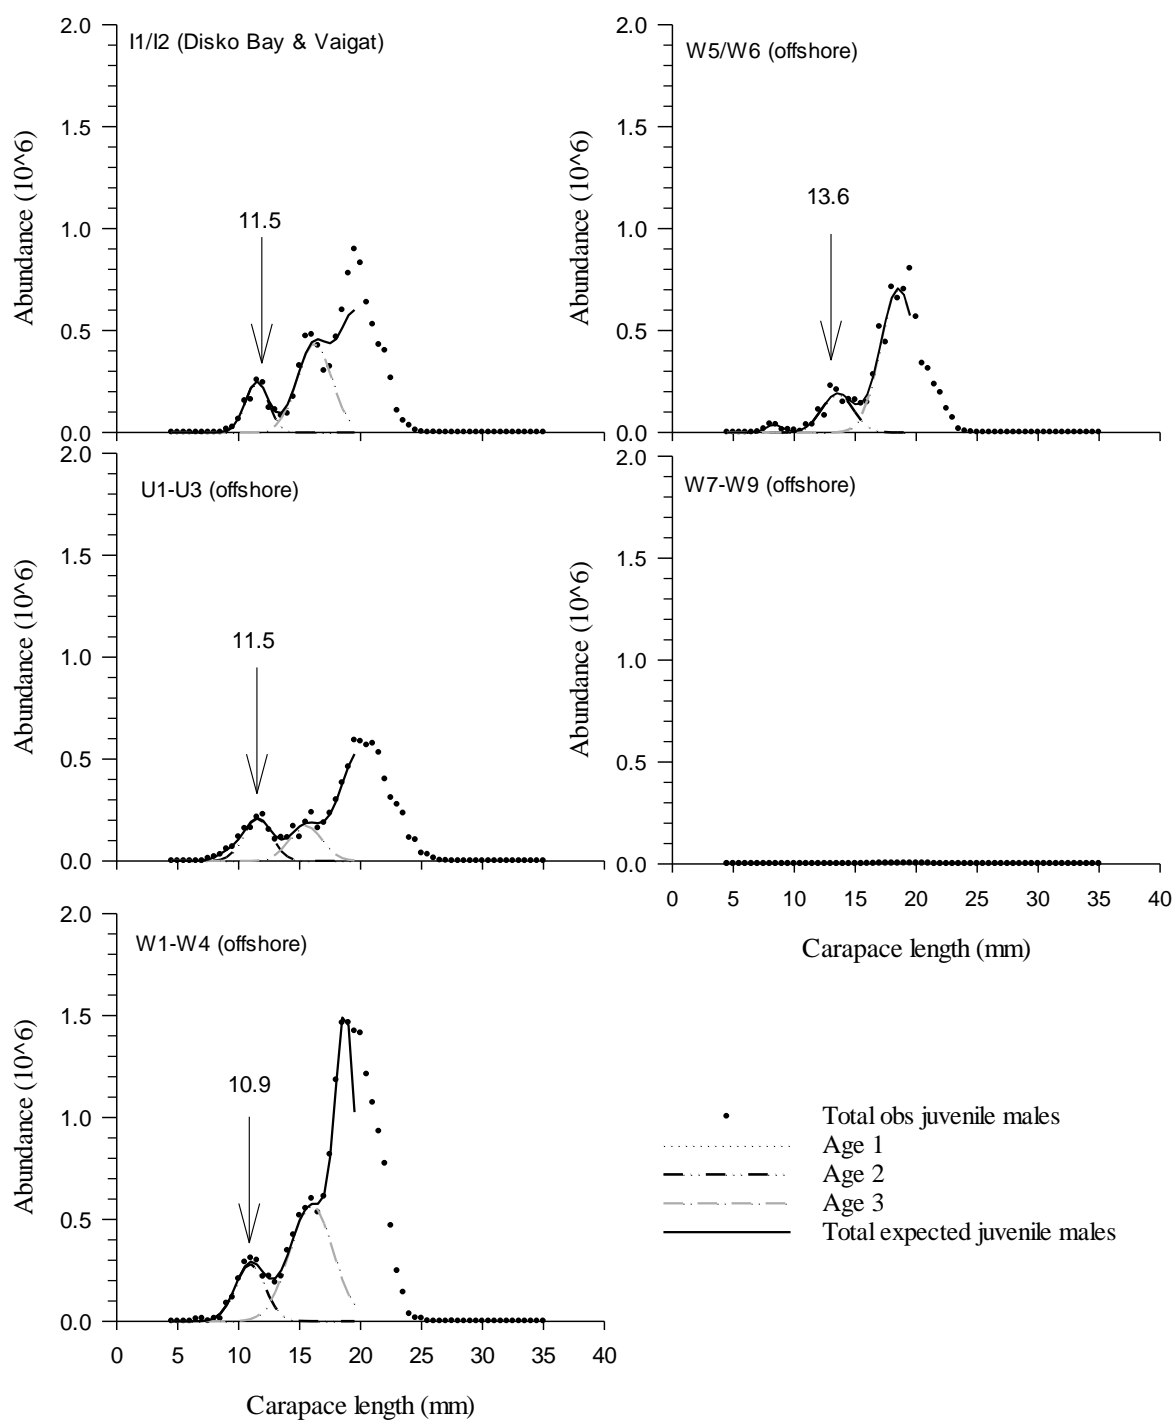 I1/I2 (Disko Bay & Vaigat)
2.0
1.5
1.0
0.5
0.0
Abundance (10^6)
11.5
W5/W6 (offshore)
2.0
1.5
1.0
0.5
0.0
Abundance (10^6)
13.6
U1-U3 (offshore)
2.0
1.5
1.0
0.5
0.0
Abundance (10^6)
11.5
W7-W9 (offshore)
2.0
1.5
1.0
0.5
0.0
Abundance (10^6)
0 5 10 15 20 25 30 35 40
Carapace length (mm)
W1-W4 (offshore)
2.0
1.5
1.0
0.5
0.0
Abundance (10^6)
10.9
0 5 10 15 20 25 30 35 40
Carapace length (mm)
Total obs juvenile males
Age 1
Age 2
Age 3
Total expected juvenile males